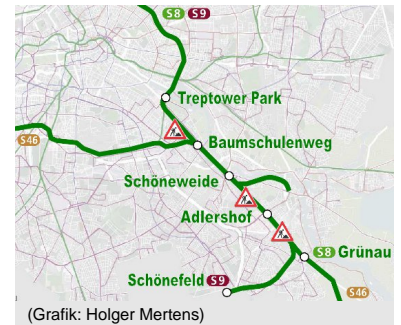 S8 S9
Treptower Park
S46
Baumschulenweg
Schöneweide
Adlershof
S8 Grünau
Schönefeld S9
S46
(Grafik: Holger Mertens)